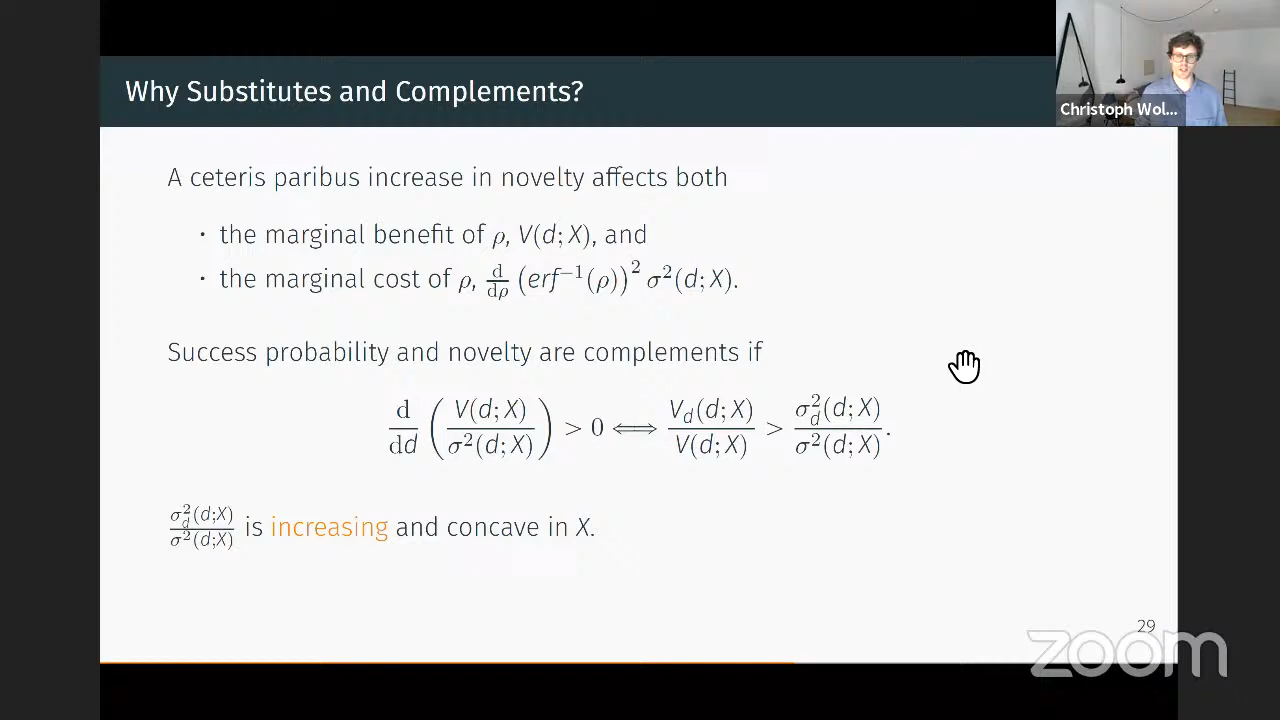 Why Substitutes and Complements?
Christoph Wol...
A ceteris paribus increase in novelty affects both
· the marginal benefit of ρ, V(d; X), and
· the marginal cost of ρ, d/dρ (erf⁻¹(ρ))² σ²(d; X).
Success probability and novelty are complements if
d/dd (V(d; X)/σ²(d; X)) > 0 ⟺ V_d(d; X)/V(d; X) > σ²_d(d; X)/σ²(d; X).
σ²_d(d;X)/σ²(d;X) is increasing and concave in X.
29
zoom